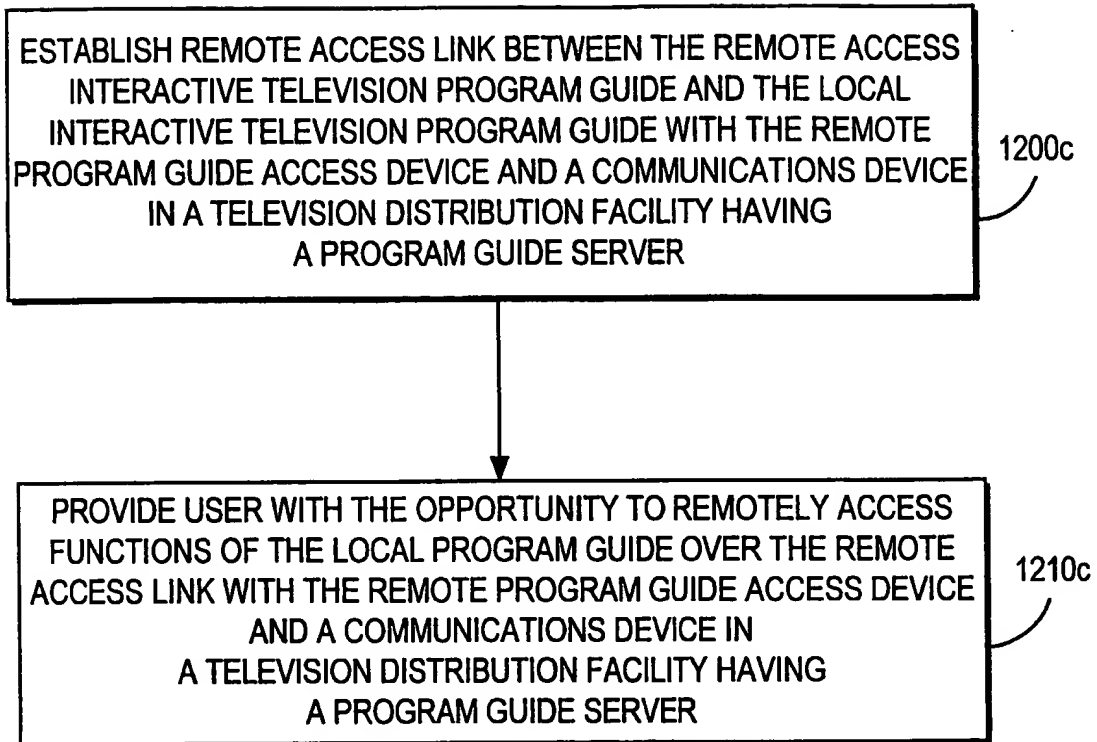 ESTABLISH REMOTE ACCESS LINK BETWEEN THE REMOTE ACCESS
INTERACTIVE TELEVISION PROGRAM GUIDE AND THE LOCAL
INTERACTIVE TELEVISION PROGRAM GUIDE WITH THE REMOTE
PROGRAM GUIDE ACCESS DEVICE AND A COMMUNICATIONS DEVICE
IN A TELEVISION DISTRIBUTION FACILITY HAVING
A PROGRAM GUIDE SERVER
1200c
PROVIDE USER WITH THE OPPORTUNITY TO REMOTELY ACCESS
FUNCTIONS OF THE LOCAL PROGRAM GUIDE OVER THE REMOTE
ACCESS LINK WITH THE REMOTE PROGRAM GUIDE ACCESS DEVICE
AND A COMMUNICATIONS DEVICE IN
A TELEVISION DISTRIBUTION FACILITY HAVING
A PROGRAM GUIDE SERVER
1210c